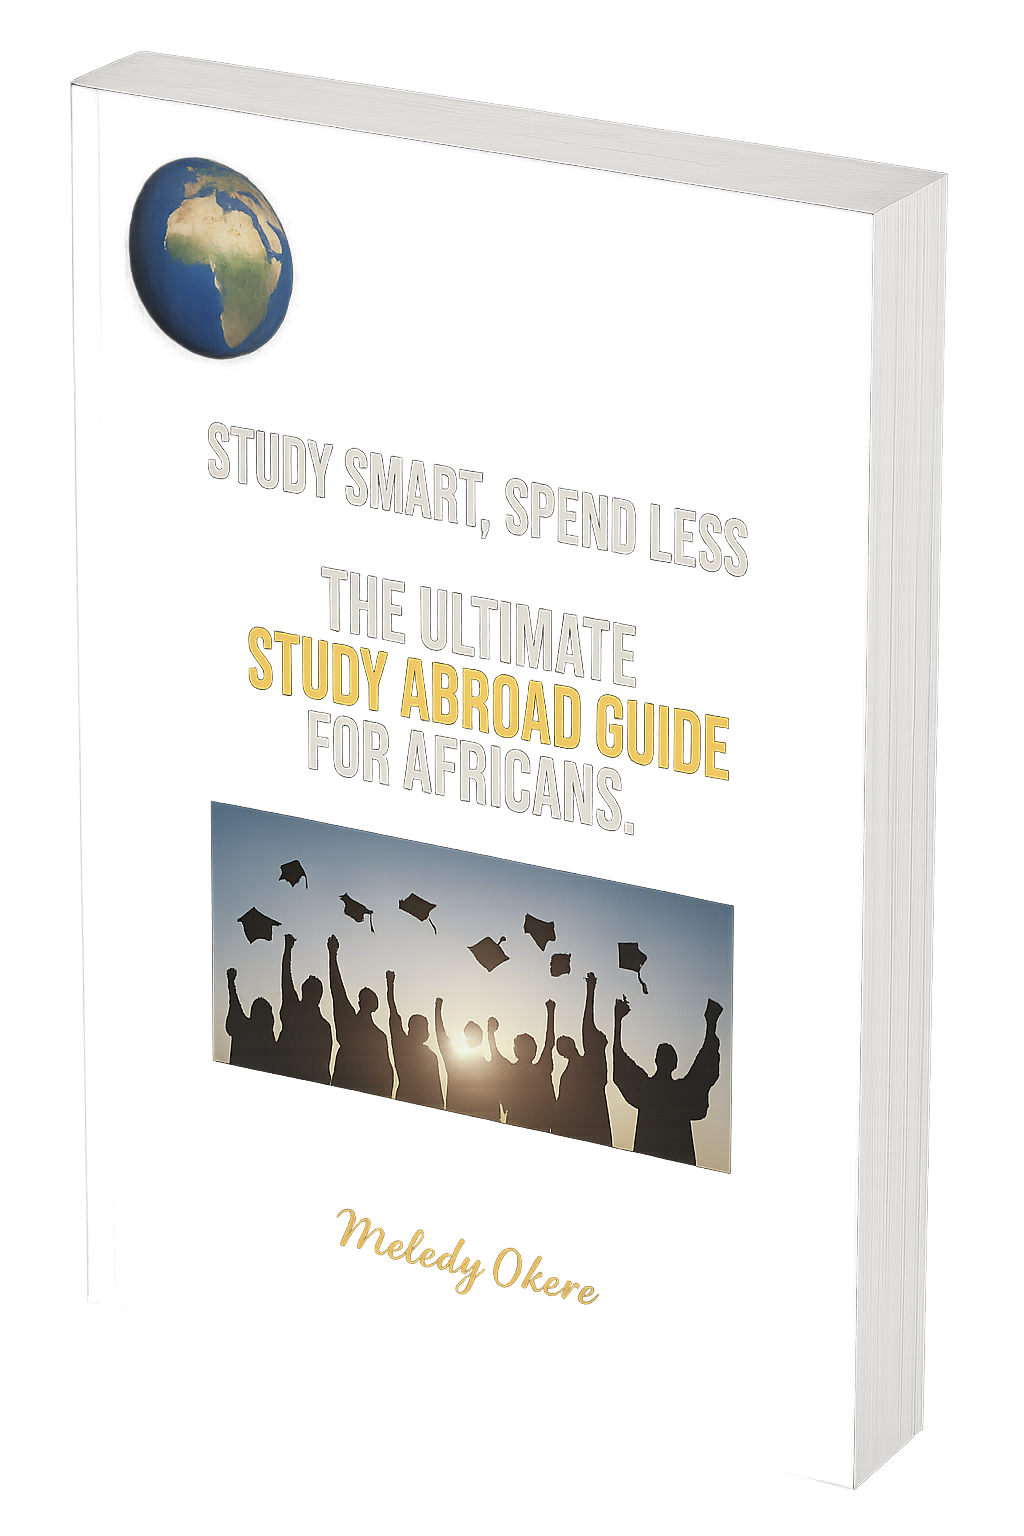 STUDY SMART, SPEND LESS
THE ULTIMATE
STUDY ABROAD GUIDE
FOR AFRICANS.
Meledy Okere